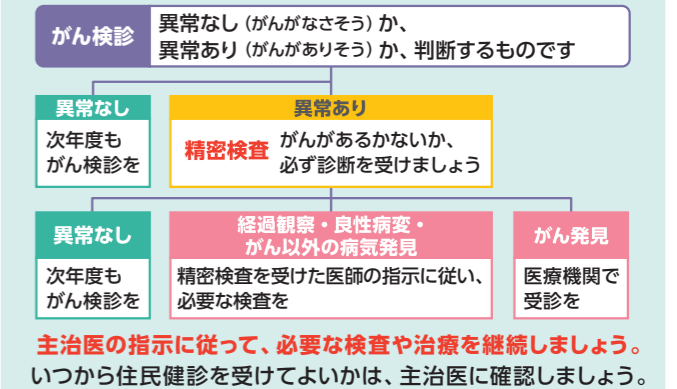 がん検診
異常なし（がんがなさそう）か、
異常あり（がんがありそう）か、判断するものです
異常なし
次年度も
がん検診を
異常あり
精密検査
がんがあるかないか、
必ず診断を受けましょう
異常なし
次年度も
がん検診を
経過観察・良性病変・
がん以外の病気発見
精密検査を受けた医師の指示に従い、
必要な検査を
がん発見
医療機関で
受診を
主治医の指示に従って、必要な検査や治療を継続しましょう。
いつから住民健診を受けてよいかは、主治医に確認しましょう。